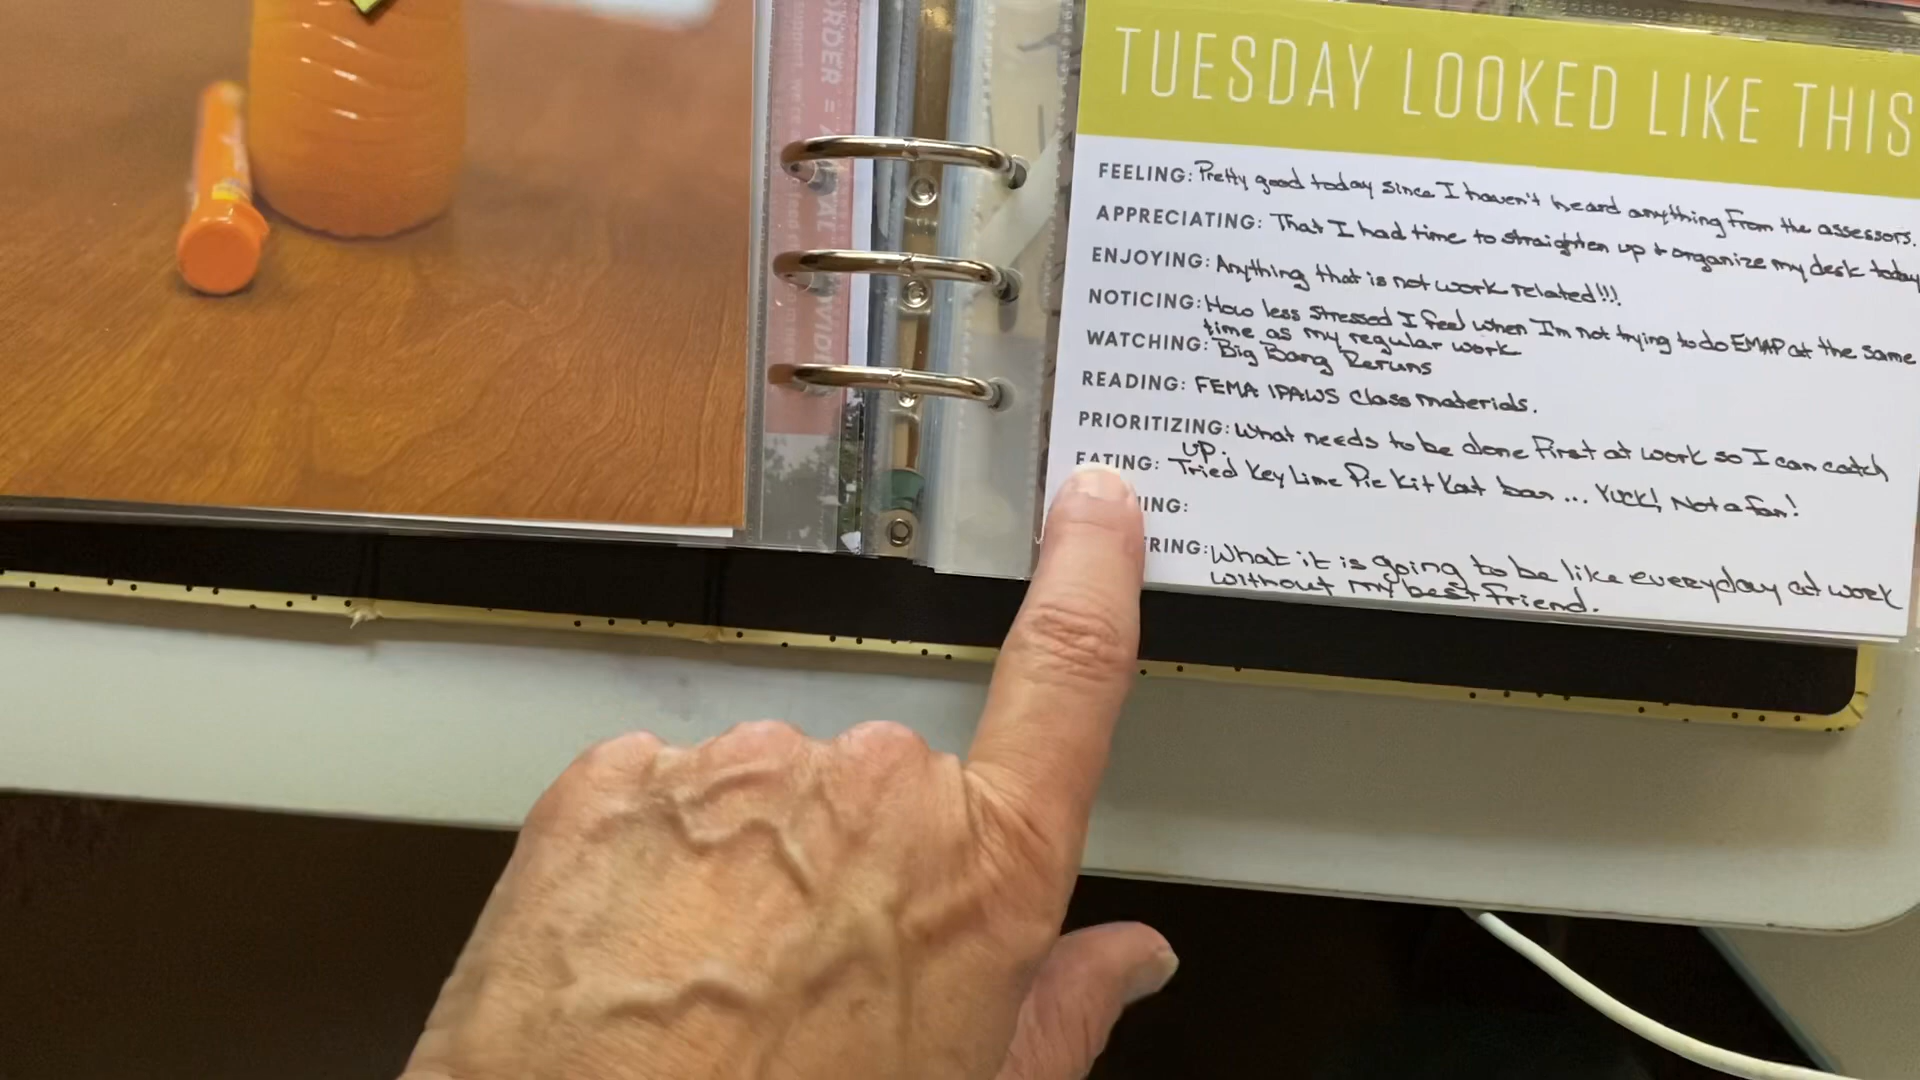 TUESDAY LOOKED LIKE THIS
FEELING: Pretty good today since I haven't heard anything from the assessors.
APPRECIATING: That I had time to straighten up + organize my desk today
ENJOYING: Anything that is not work related!!!
NOTICING: How less stressed I feel when I'm not trying to do EMAP at the same
time as my regular work
WATCHING: Big Bang Reruns
READING: FEMA IPAWS class materials.
PRIORITIZING: What needs to be done first at work so I can catch
up.
EATING: Tried Key Lime Pie Kit Kat bar... Yuck! Not a fan!
ING:
RING: What it is going to be like everyday at work
without my best friend.